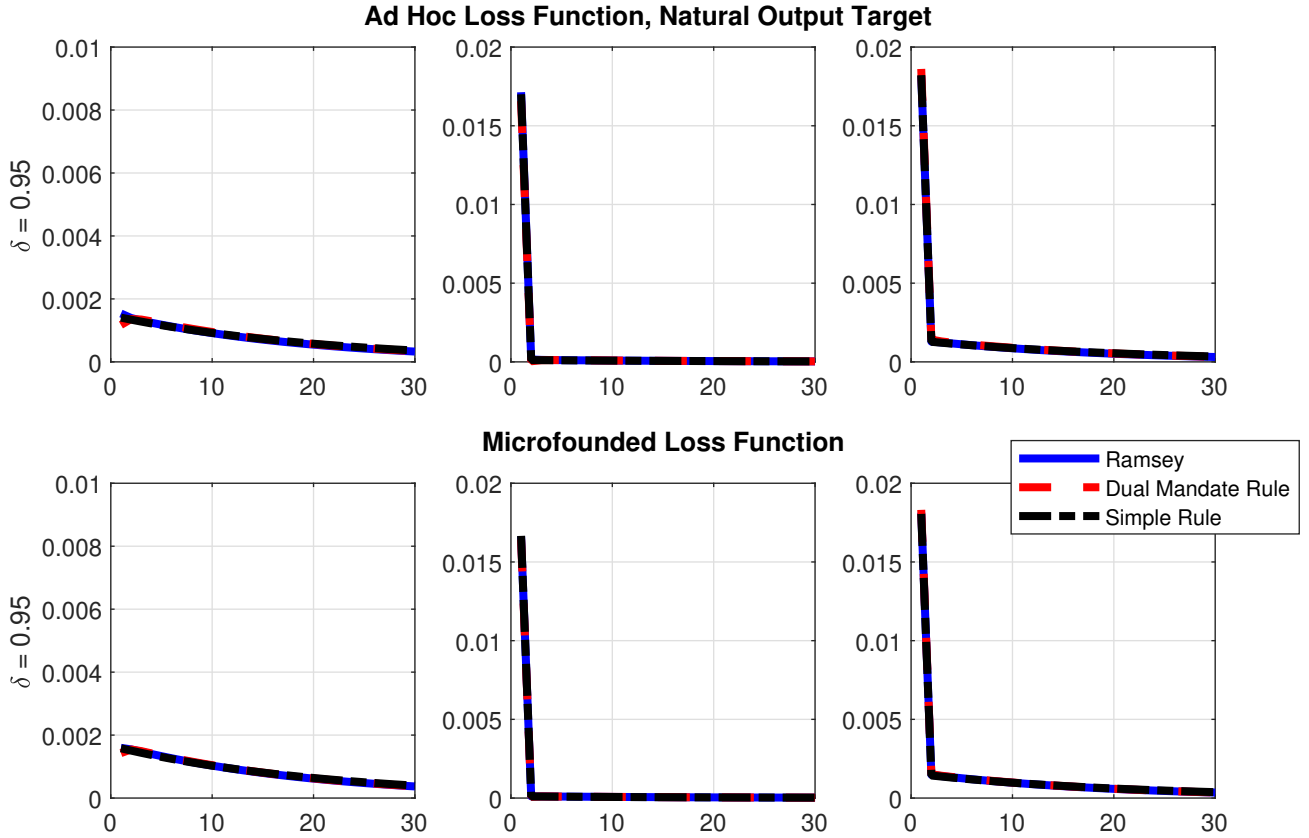 Ad Hoc Loss Function, Natural Output Target
δ = 0.95
0.01
0.008
0.006
0.004
0.002
0
0 10 20 30
0.02
0.015
0.01
0.005
0
0 10 20 30
0.02
0.015
0.01
0.005
0
0 10 20 30
Microfounded Loss Function
Ramsey
Dual Mandate Rule
Simple Rule
δ = 0.95
0.01
0.008
0.006
0.004
0.002
0
0 10 20 30
0.02
0.015
0.01
0.005
0
0 10 20 30
0.02
0.015
0.01
0.005
0
0 10 20 30